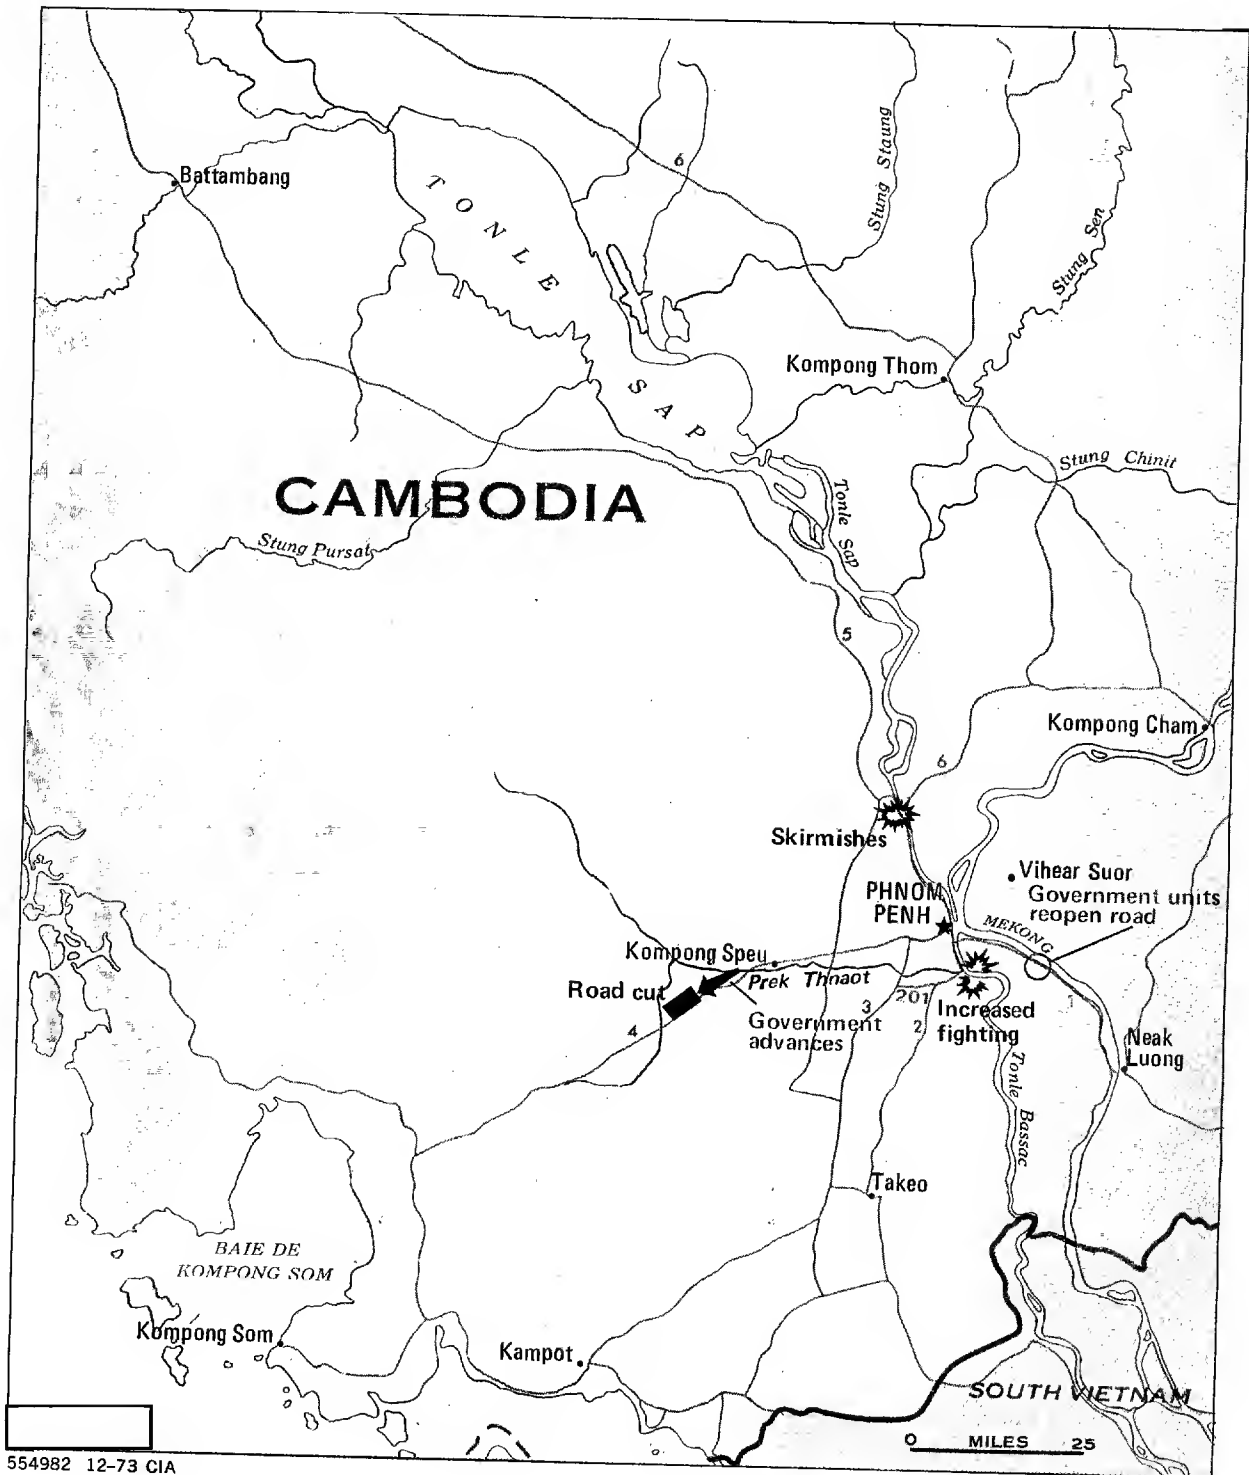 6
Stung Staung
Battambang
TONLE SAP
Stung Sen
Kompong Thom
Stung Chinit
CAMBODIA
Tonle Sap
Stung Pursat
5
Kompong Cham
6
Skirmishes
Vihear Suor
PHNOM
PENH
Government units
reopen road
MEKONG
Kompong Speu
Prek Thnaot
Road cut
3
201
1
4
Government
advances
2
Increased
fighting
Neak
Luong
Tonle Bassac
Takeo
BAIE DE
KOMPONG SOM
Kompong Som
Kampot
SOUTH VIETNAM
0 MILES 25
554982 12-73 CIA